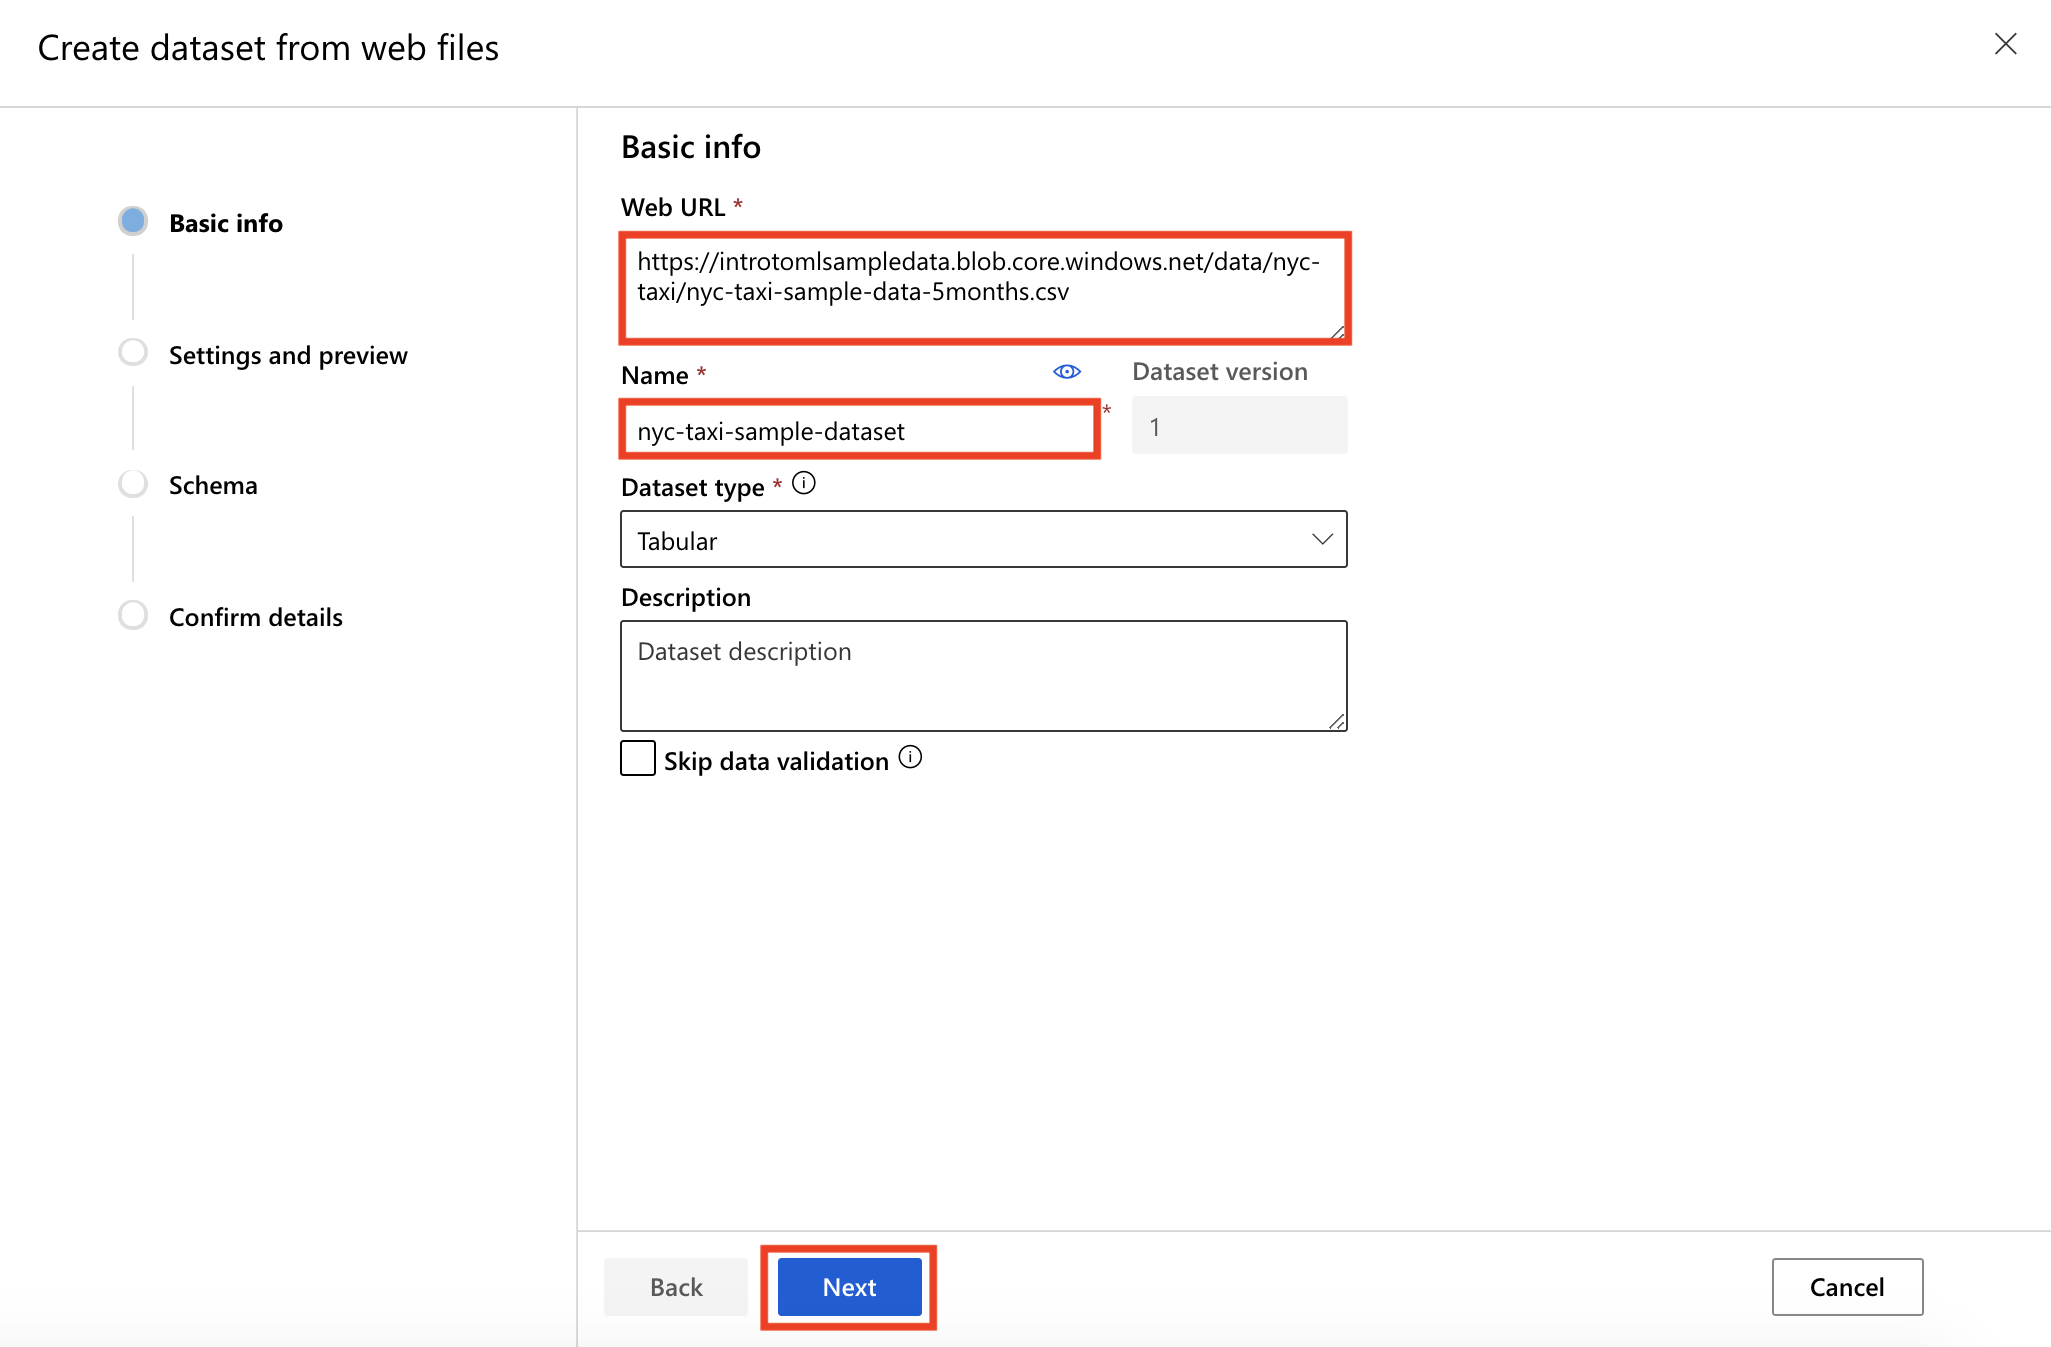 Create dataset from web files
Basic info
Settings and preview
Schema
Confirm details
Basic info
Web URL *
https://introtomlsampledata.blob.core.windows.net/data/nyc-
taxi/nyc-taxi-sample-data-5months.csv
Name *
Dataset version
nyc-taxi-sample-dataset
*
1
Dataset type *
Tabular
Description
Dataset description
Skip data validation
Back
Next
Cancel